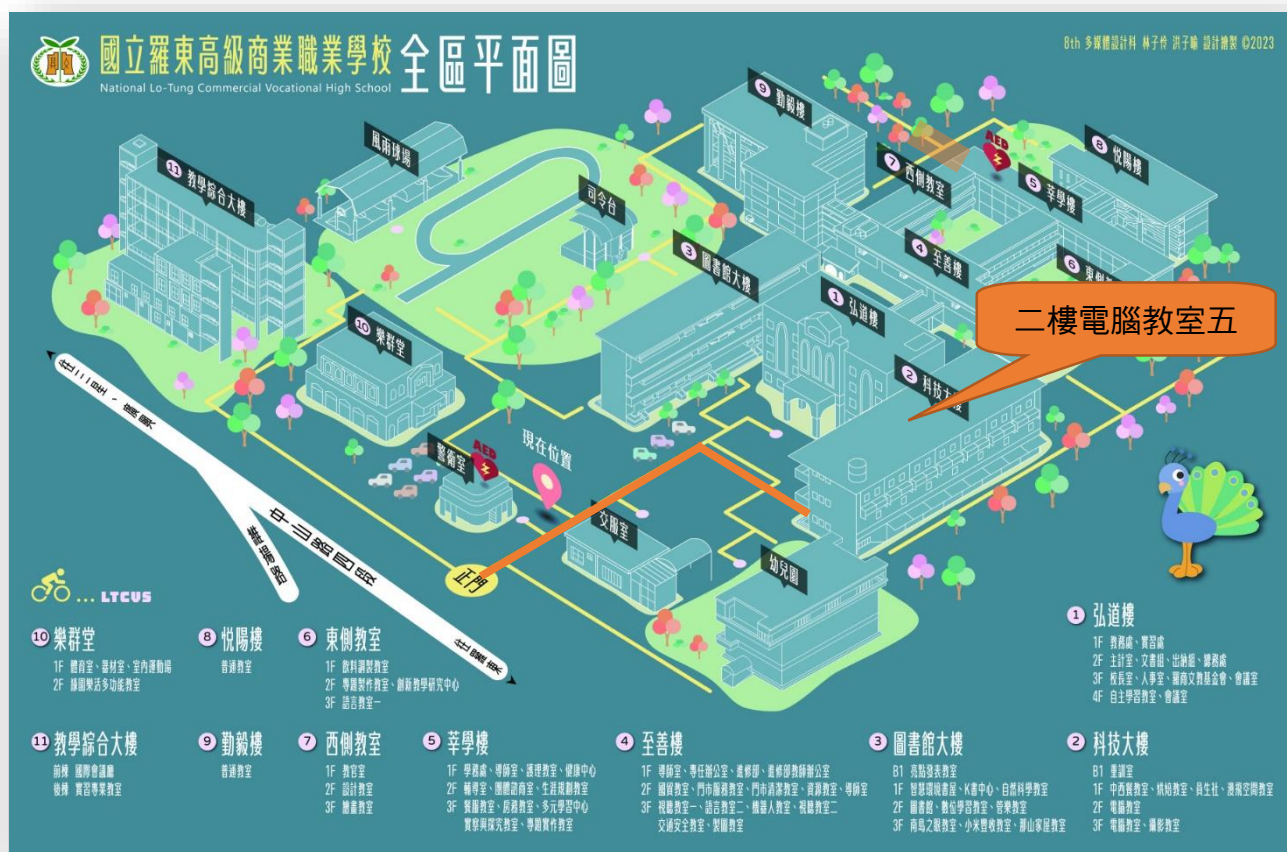 國立羅東高級商業職業學校 全區平面圖
National Lo-Tung Commercial Vocational High School
8th 多媒體設計科 林子伶 洪子喻 設計繪製 ©2023
9 勤毅樓
風雨球場
AED
8 悅陽樓
11 教學綜合大樓
7 西側教室
5 莘學樓
司令台
3 圖書館大樓
4 至善樓
6 東側
1 弘道樓
二樓電腦教室五
10 樂群堂
2 科技大樓
往二二星、廣興
現在位置
警衛室
AED
交服室
中山路四段
正門
幼兒園
往羅東
... LTCVS
10 樂群堂
1F 體育室、器材室、室內運動場
2F 綠園樂活多功能教室
8 悅陽樓
普通教室
6 東側教室
1F 飲料調製教室
2F 專題製作教室、創新教學研究中心
3F 語言教室一
1 弘道樓
1F 教務處、實習處
2F 主計室、文書組、出納組、總務處
3F 校長室、人事室、羅商文教基金會、會議室
4F 自主學習教室、會議室
11 教學綜合大樓
前棟 國際會議廳
後棟 實習專業教室
9 勤毅樓
普通教室
7 西側教室
1F 教官室
2F 設計教室
3F 繪畫教室
5 莘學樓
1F 學務處、導師室、護理教室、健康中心
2F 輔導室、團體諮商室、生涯規劃教室
3F 餐服教室、房務教室、多元學習中心
實察與探究教室、專題實作教室
4 至善樓
1F 導師室、專任辦公室、進修部、進修部教師辦公室
2F 國貿教室、門市服務教室、門市清潔教室、資源教室、導師室
3F 視聽教室一、語言教室二、機器人教室、視聽教室二
交通安全教室、製圖教室
3 圖書館大樓
B1 亮點發表教室
1F 智慧環境書屋、K書中心、自然科學教室
2F 圖書館、數位學習教室、音樂教室
3F 南島之眼教室、小米豐收教室、那山家屋教室
2 科技大樓
B1 重訓室
1F 中西餐教室、烘焙教室、員生社、漫飛空間教室
2F 電腦教室
3F 電腦教室、攝影教室